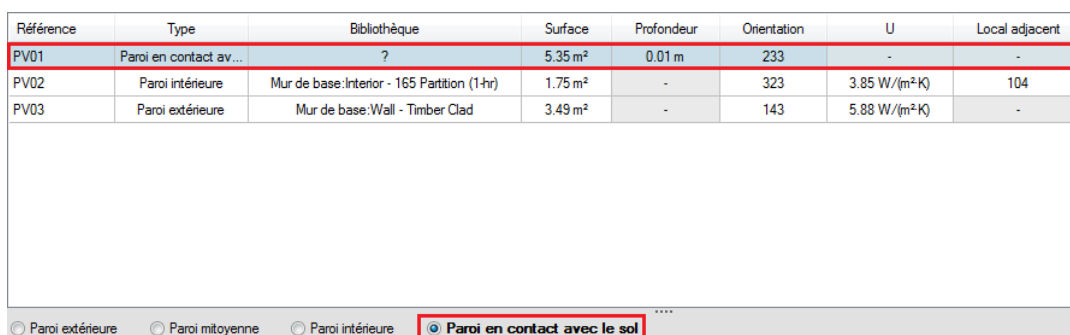 Référence Type Bibliothèque Surface Profondeur Orientation U Local adjacent
PV01 Paroi en contact av... ? 5.35 m² 0.01 m 233 - -
PV02 Paroi intérieure Mur de base:Interior - 165 Partition (1-hr) 1.75 m² - 323 3.85 W/(m²·K) 104
PV03 Paroi extérieure Mur de base:Wall - Timber Clad 3.49 m² - 143 5.88 W/(m²·K) -
Paroi extérieure Paroi mitoyenne Paroi intérieure Paroi en contact avec le sol